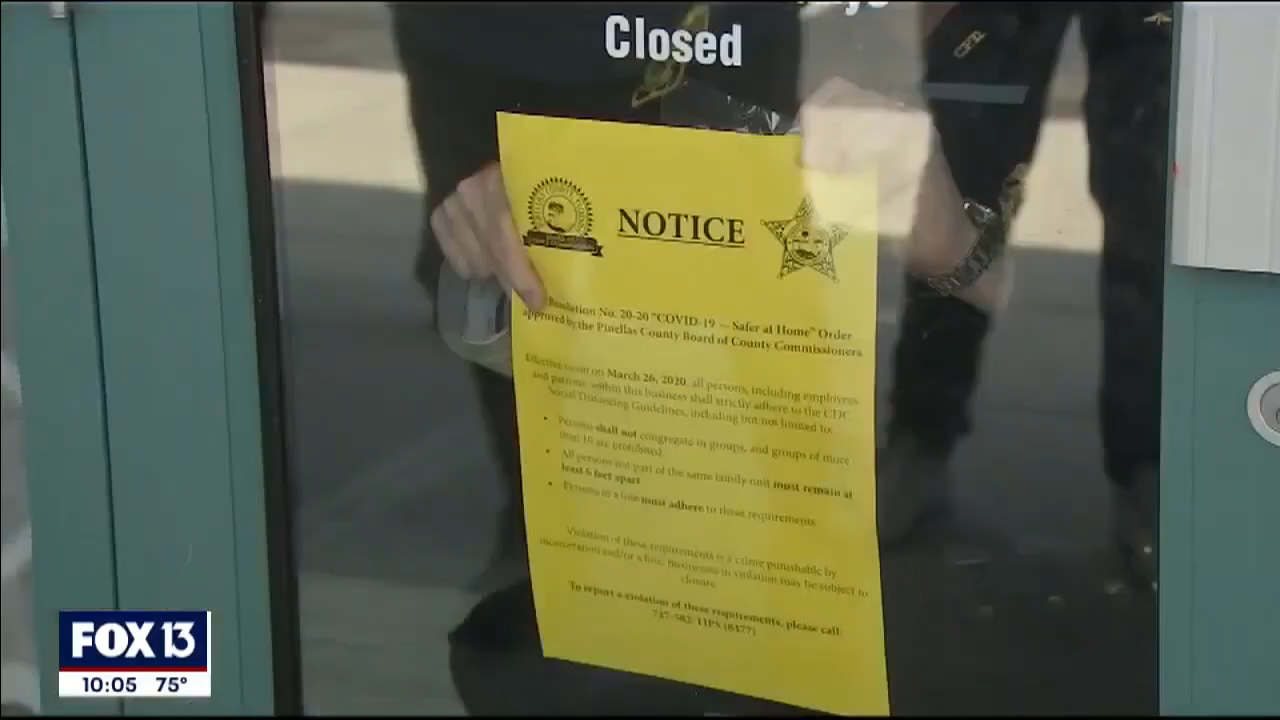 Closed
NOTICE
Resolution No. 20-20 "COVID-19 — Safer at Home" Order
approved by the Pinellas County Board of County Commissioners
Effective noon on March 26, 2020, all persons, including employees
and patrons, within this business shall strictly adhere to the CDC
Social Distancing Guidelines, including but not limited to:
• Persons shall not congregate in groups, and groups of more
than 10 are prohibited
• All persons not part of the same family unit must remain at
least 6 feet apart
• Persons in a line must adhere to these requirements
Violation of these requirements is a crime punishable by
incarceration and/or a fine. Businesses in violation may be subject to
closure
To report a violation of these requirements, please call:
727-582-TIPS (8477)
FOX 13
10:05 75°